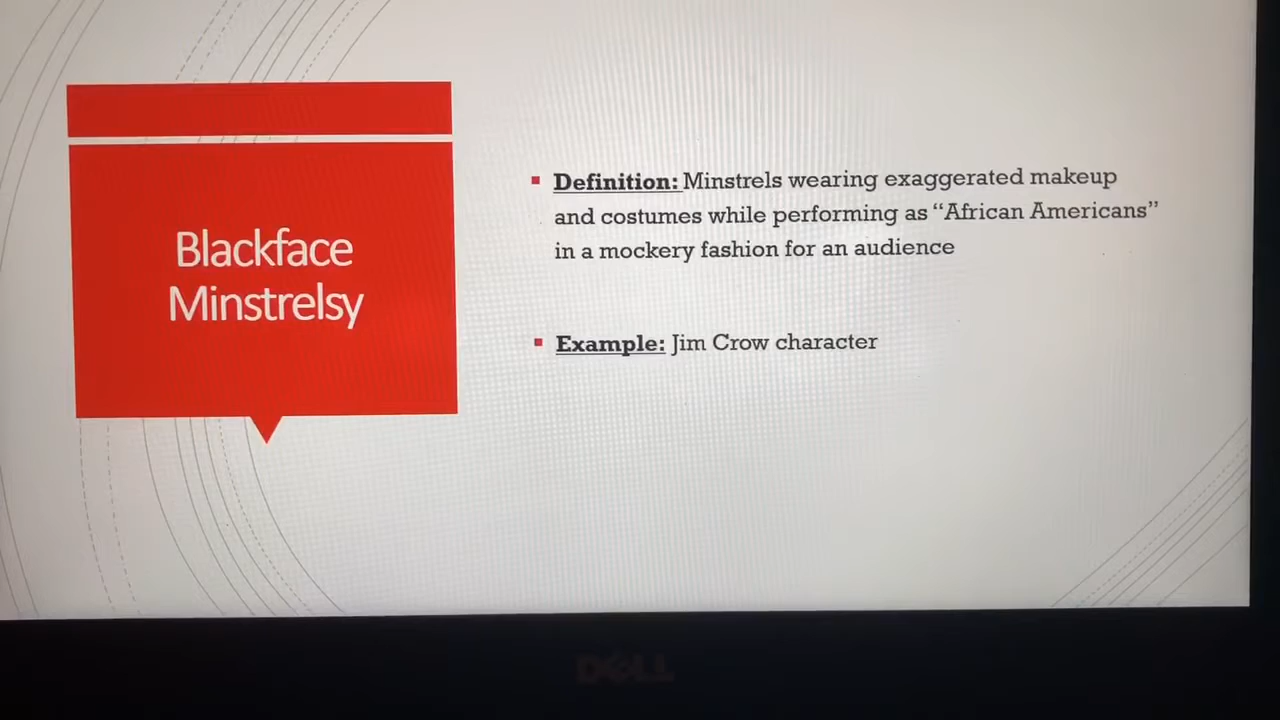 Blackface
Minstrelsy
Definition: Minstrels wearing exaggerated makeup
and costumes while performing as “African Americans”
in a mockery fashion for an audience
Example: Jim Crow character
DELL